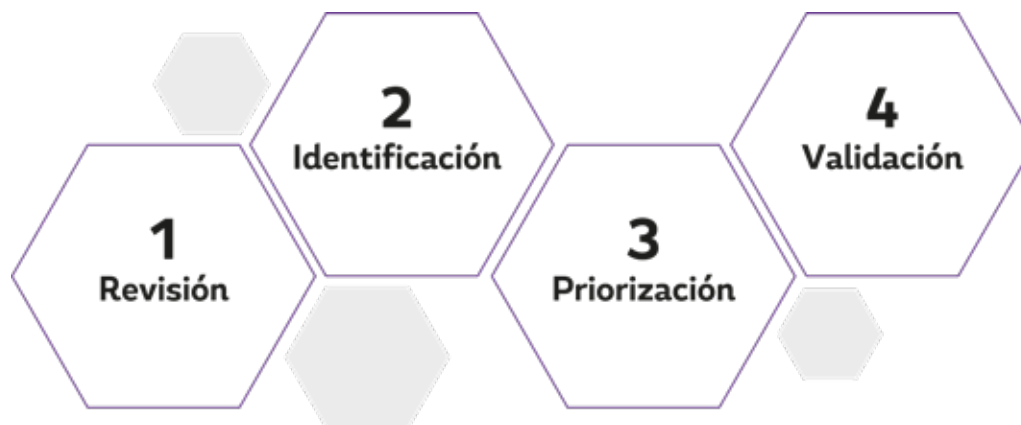 1
Revisión
2
Identificación
3
Priorización
4
Validación